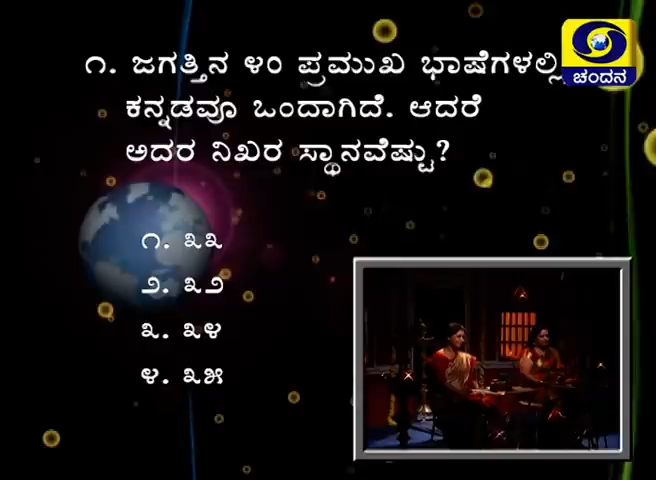 ೧. ಜಗತ್ತಿನ ೪೦ ಪ್ರಮುಖ ಭಾಷೆಗಳಲ್ಲಿ
ಕನ್ನಡವೂ ಒಂದಾಗಿದೆ. ಆದರೆ
ಅದರ ನಿಖರ ಸ್ಥಾನವೆಷ್ಟು?
೧. ೩೩
೨. ೩೨
೩. ೩೪
೪. ೩೫
ಚಂದನ